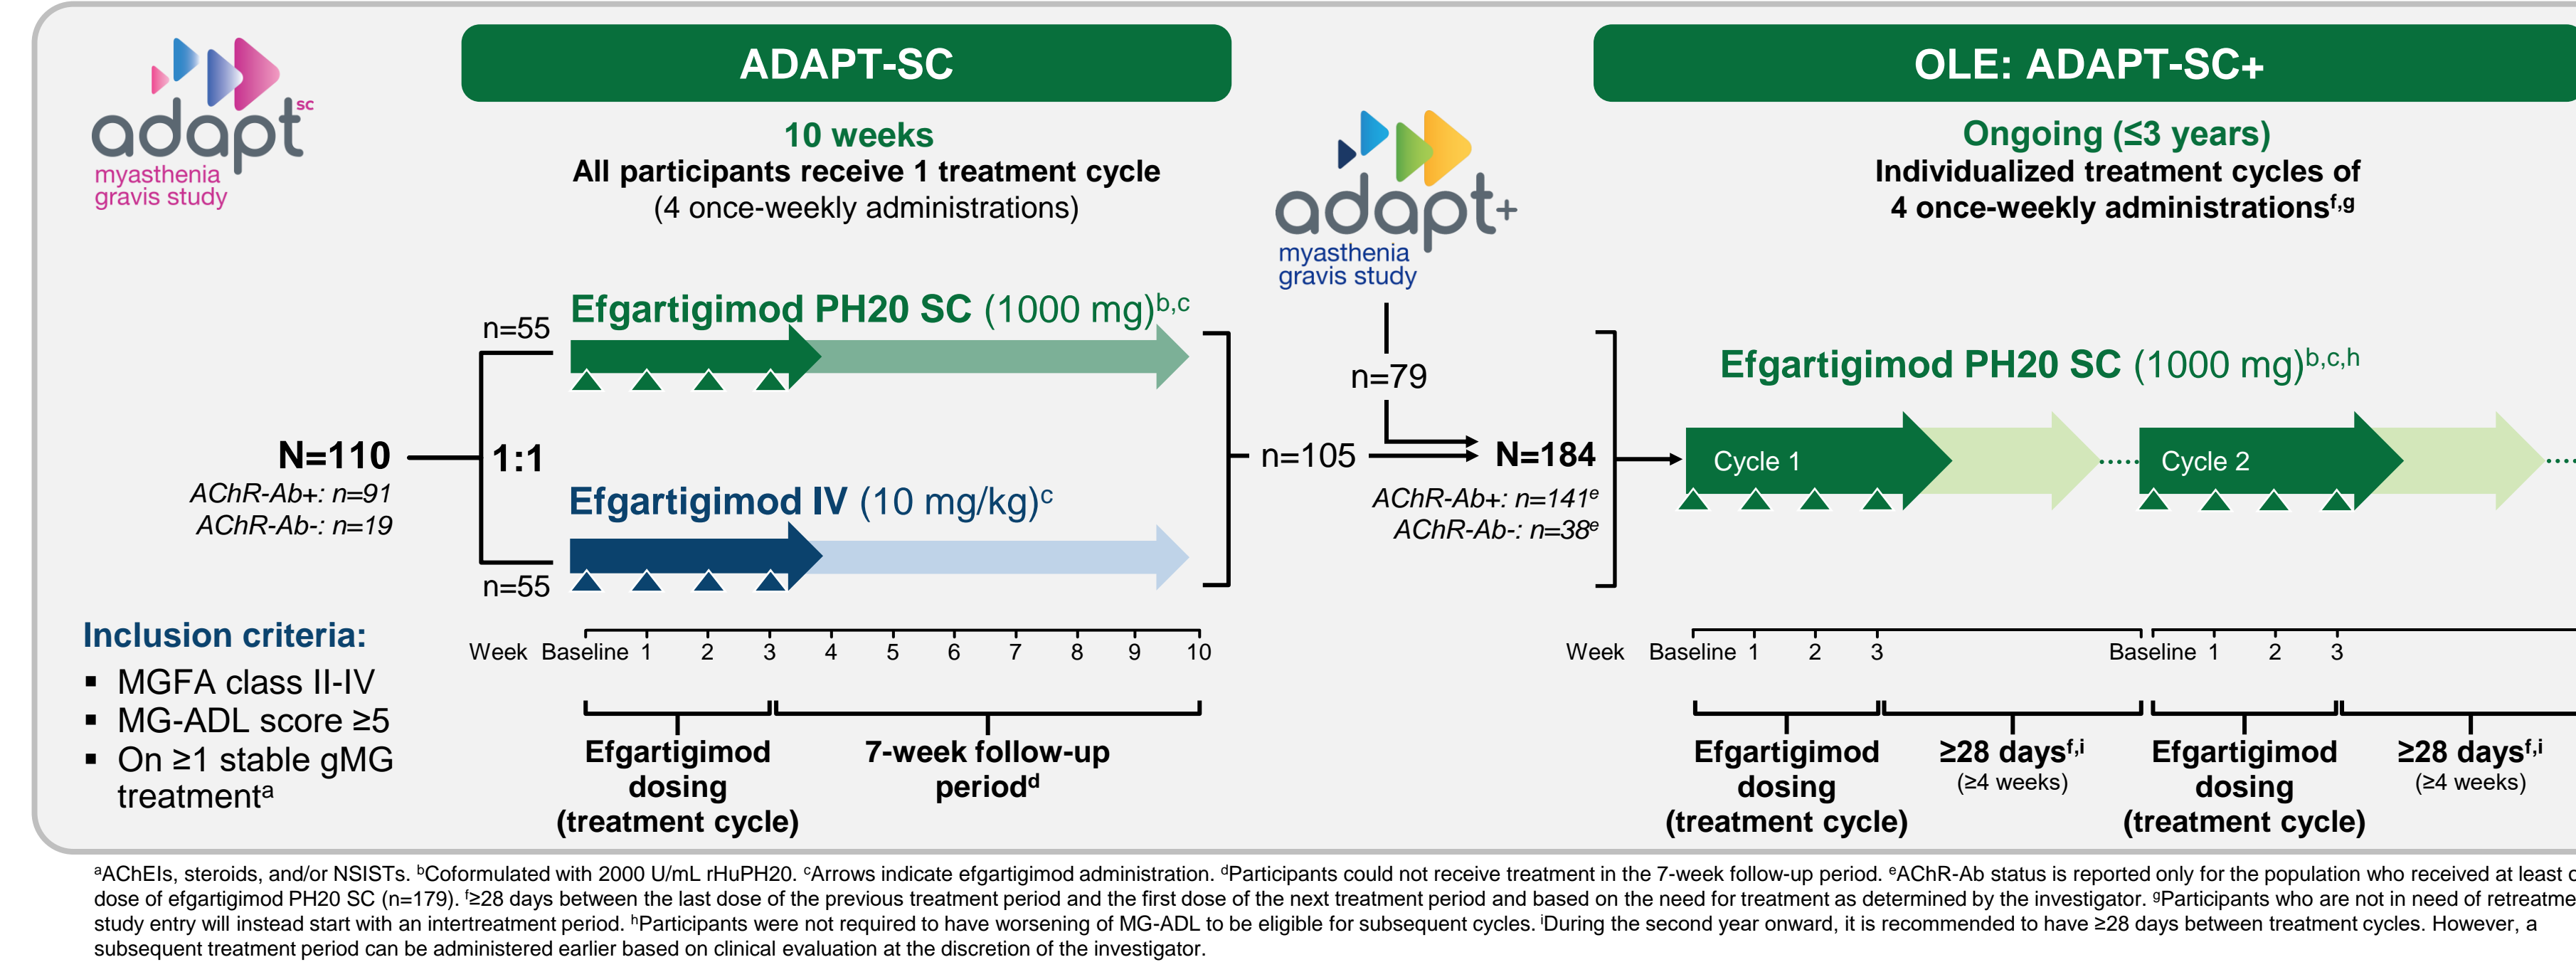 ADAPT-SC
OLE: ADAPT-SC+
adapt SC
myasthenia
gravis study
10 weeks
All participants receive 1 treatment cycle
(4 once-weekly administrations)
adapt+
myasthenia
gravis study
Ongoing (≤3 years)
Individualized treatment cycles of
4 once-weekly administrationsf,g
n=55
Efgartigimod PH20 SC (1000 mg)b,c
n=79
Efgartigimod PH20 SC (1000 mg)b,c,h
N=110
AChR-Ab+: n=91
AChR-Ab-: n=19
1:1
n=105
N=184
AChR-Ab+: n=141e
AChR-Ab-: n=38e
Cycle 1
Cycle 2
Efgartigimod IV (10 mg/kg)c
n=55
Inclusion criteria:
▪ MGFA class II-IV
▪ MG-ADL score ≥5
▪ On ≥1 stable gMG
treatmenta
Week Baseline 1 2 3 4 5 6 7 8 9 10
Week Baseline 1 2 3 Baseline 1 2 3
Efgartigimod
dosing
(treatment cycle)
7-week follow-up
periodd
Efgartigimod
dosing
(treatment cycle)
≥28 daysf,i
(≥4 weeks)
Efgartigimod
dosing
(treatment cycle)
≥28 daysf,i
(≥4 weeks)
aAChEIs, steroids, and/or NSISTs. bCoformulated with 2000 U/mL rHuPH20. cArrows indicate efgartigimod administration. dParticipants could not receive treatment in the 7-week follow-up period. eAChR-Ab status is reported only for the population who received at least
dose of efgartigimod PH20 SC (n=179). f≥28 days between the last dose of the previous treatment period and the first dose of the next treatment period and based on the need for treatment as determined by the investigator. gParticipants who are not in need of
study entry will instead start with an intertreatment period. hParticipants were not required to have worsening of MG-ADL to be eligible for subsequent cycles. iDuring the second year onward, it is recommended to have ≥28 days between treatment cycles. However, a
subsequent treatment period can be administered earlier based on clinical evaluation at the discretion of the investigator.